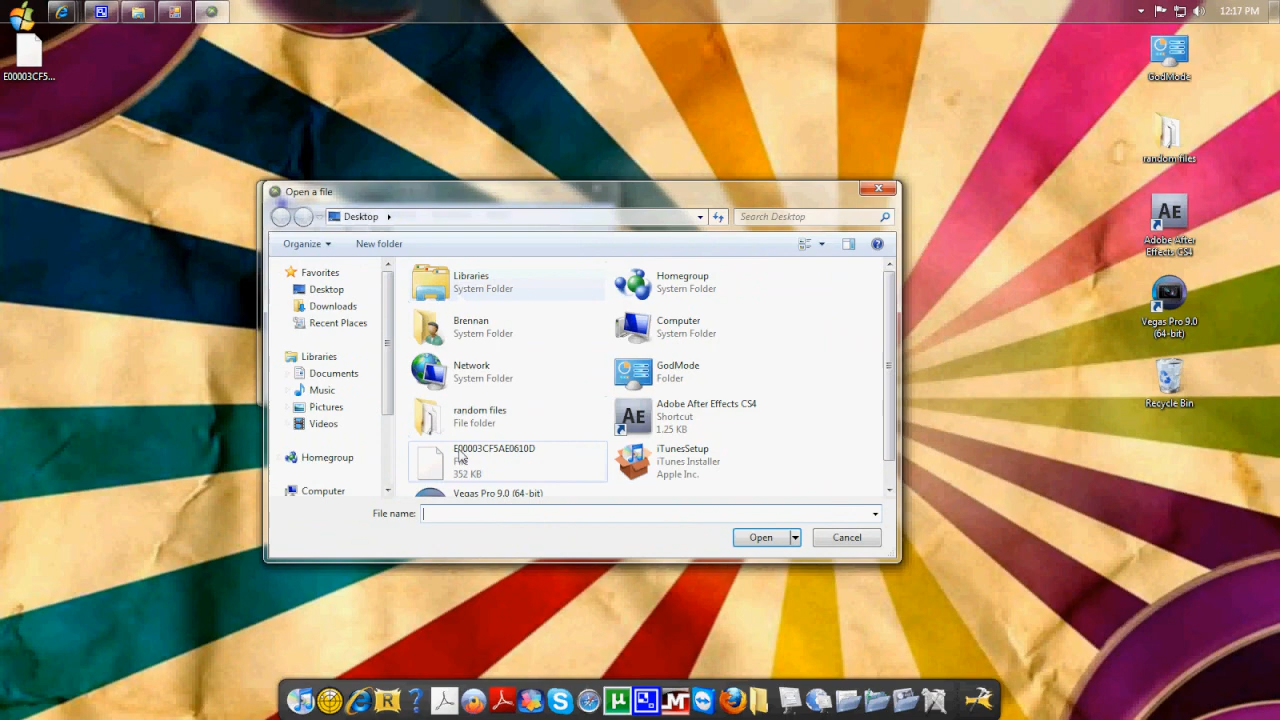 12:17 PM
E00003CF5...
GodMode
random files
Adobe After
Effects CS4
Vegas Pro 9.0
(64-bit)
Recycle Bin
Open a file
Desktop
Search Desktop
Organize
New folder
Favorites
Desktop
Downloads
Recent Places
Libraries
Documents
Music
Pictures
Videos
Homegroup
Computer
Libraries
System Folder
Homegroup
System Folder
Brennan
System Folder
Computer
System Folder
Network
System Folder
GodMode
Folder
random files
File folder
Adobe After Effects CS4
Shortcut
1.25 KB
E00003CF5AE0610D
File
352 KB
iTunesSetup
iTunes Installer
Apple Inc.
Vegas Pro 9.0 (64-bit)
File name:
Open
Cancel